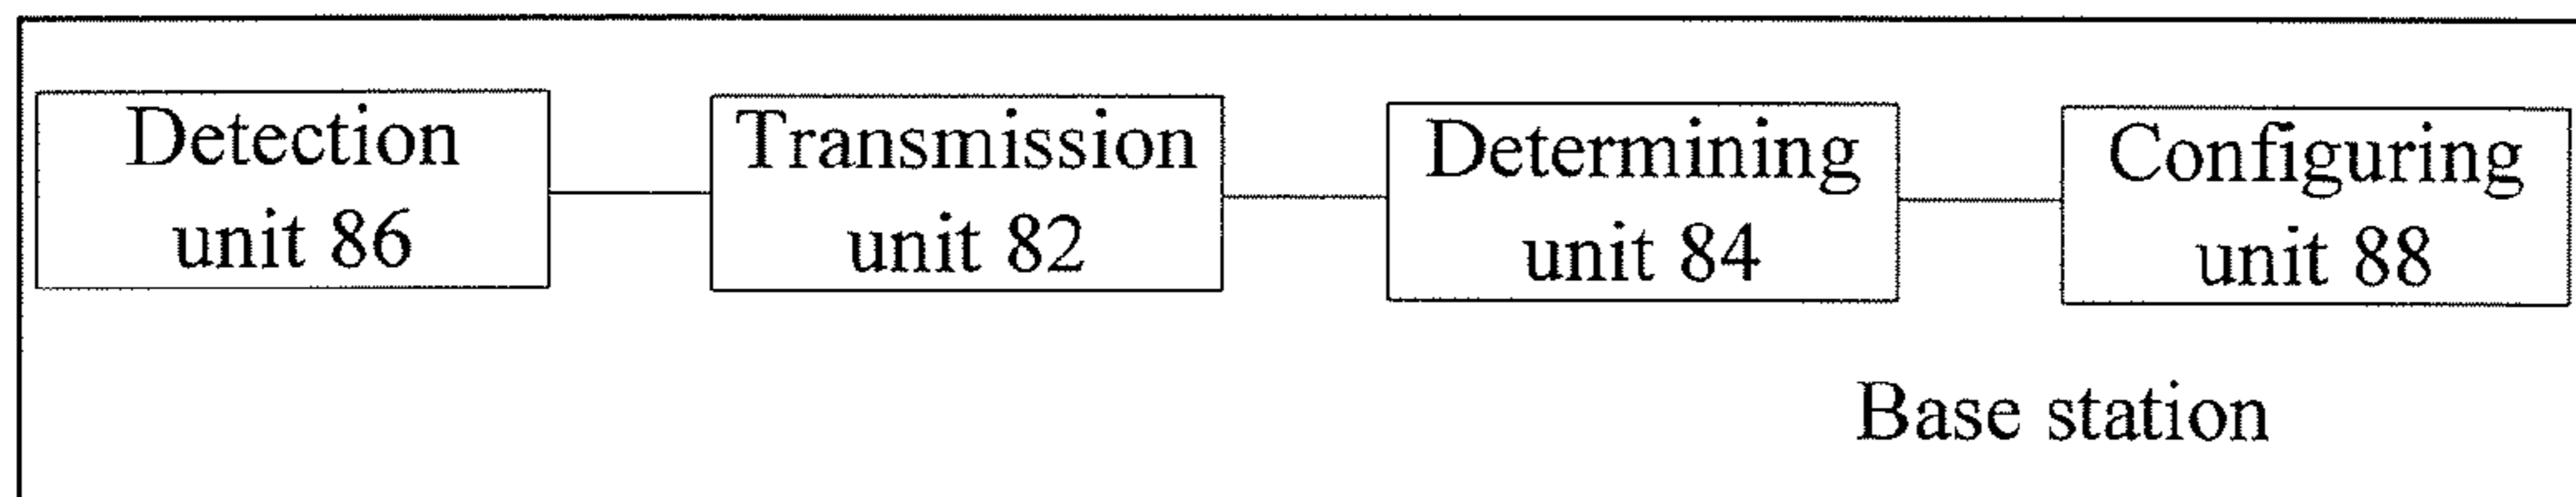 Detection
unit 86
Transmission
unit 82
Determining
unit 84
Configuring
unit 88
Base station